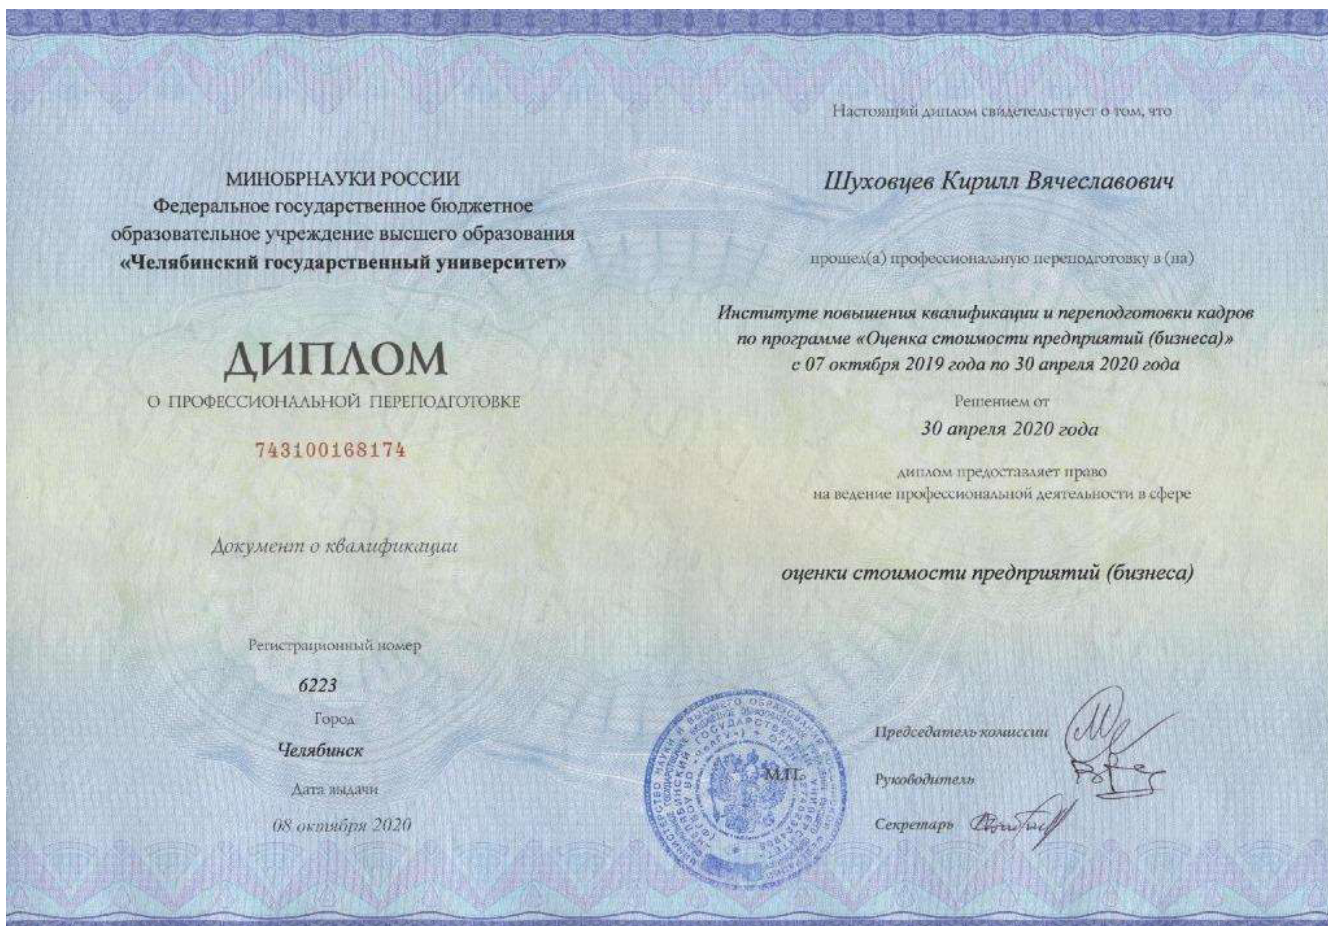 МИНОБРНАУКИ РОССИИ
Федеральное государственное бюджетное
образовательное учреждение высшего образования
«Челябинский государственный университет»
ДИПЛОМ
О ПРОФЕССИОНАЛЬНОЙ ПЕРЕПОДГОТОВКЕ
743100168174
Документ о квалификации
Регистрационный номер
6223
Город
Челябинск
Дата выдачи
08 октября 2020
Настоящий диплом свидетельствует о том, что
Шуховцев Кирилл Вячеславович
прошел(а) профессиональную переподготовку в (на)
Институте повышения квалификации и переподготовки кадров
по программе «Оценка стоимости предприятий (бизнеса)»
с 07 октября 2019 года по 30 апреля 2020 года
Решением от
30 апреля 2020 года
диплом предоставляет право
на ведение профессиональной деятельности в сфере
оценки стоимости предприятий (бизнеса)
М.П.
Председатель комиссии
Руководитель
Секретарь